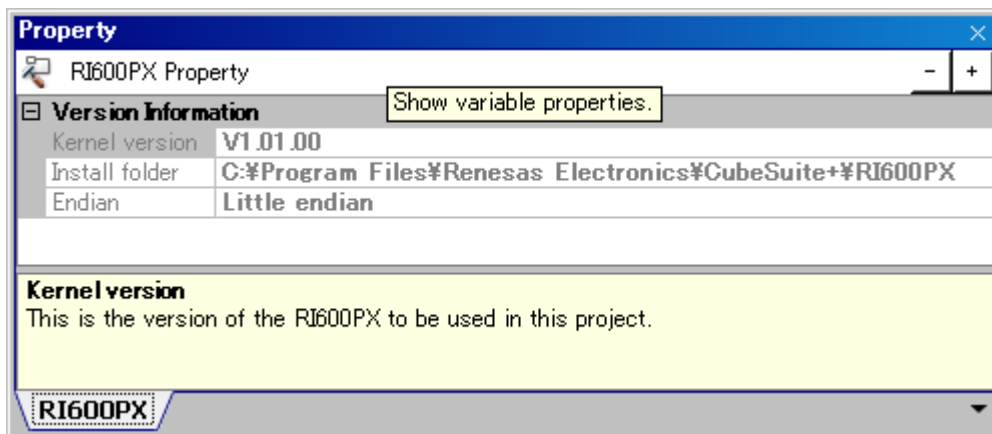 Property
RI600PX Property
- +
Show variable properties.
Version Information
Kernel version V1.01.00
Install folder C:¥Program Files¥Renesas Electronics¥CubeSuite+¥RI600PX
Endian Little endian
Kernel version
This is the version of the RI600PX to be used in this project.
RI600PX